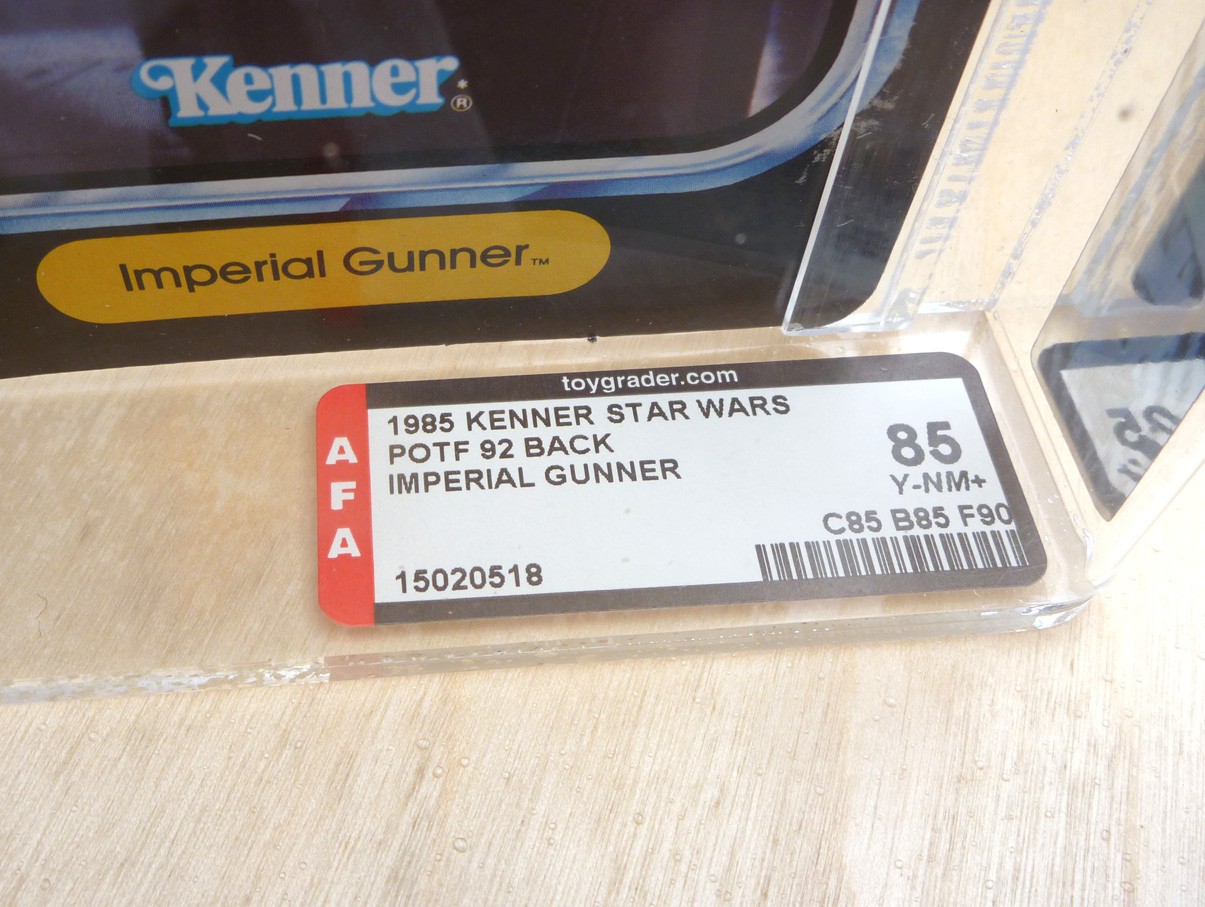 Kenner*®
Imperial Gunner™
toygrader.com
AFA
1985 KENNER STAR WARS
POTF 92 BACK
IMPERIAL GUNNER
85
Y-NM+
C85 B85 F90
15020518